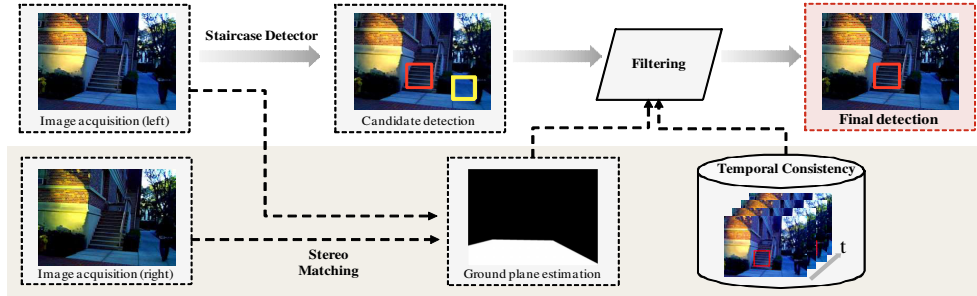 Staircase Detector
Image acquisition (left)
Candidate detection
Filtering
Final detection
Image acquisition (right)
Stereo
Matching
Ground plane estimation
Temporal Consistency
t